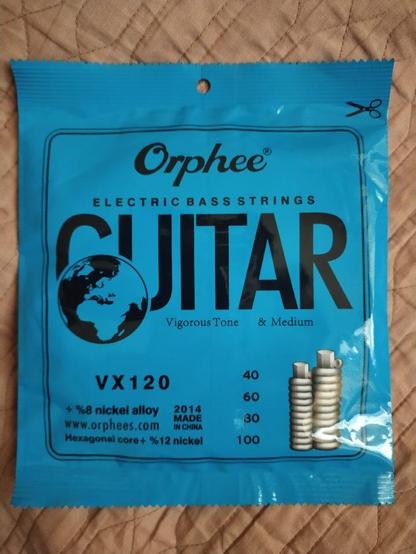 Orphee®
ELECTRIC BASS STRINGS
GUITAR
Vigorous Tone & Medium
VX120
40
60
80
100
+ %8 nickel alloy
www.orphees.com
Hexagonal core+ %12 nickel
2014
MADE
IN CHINA